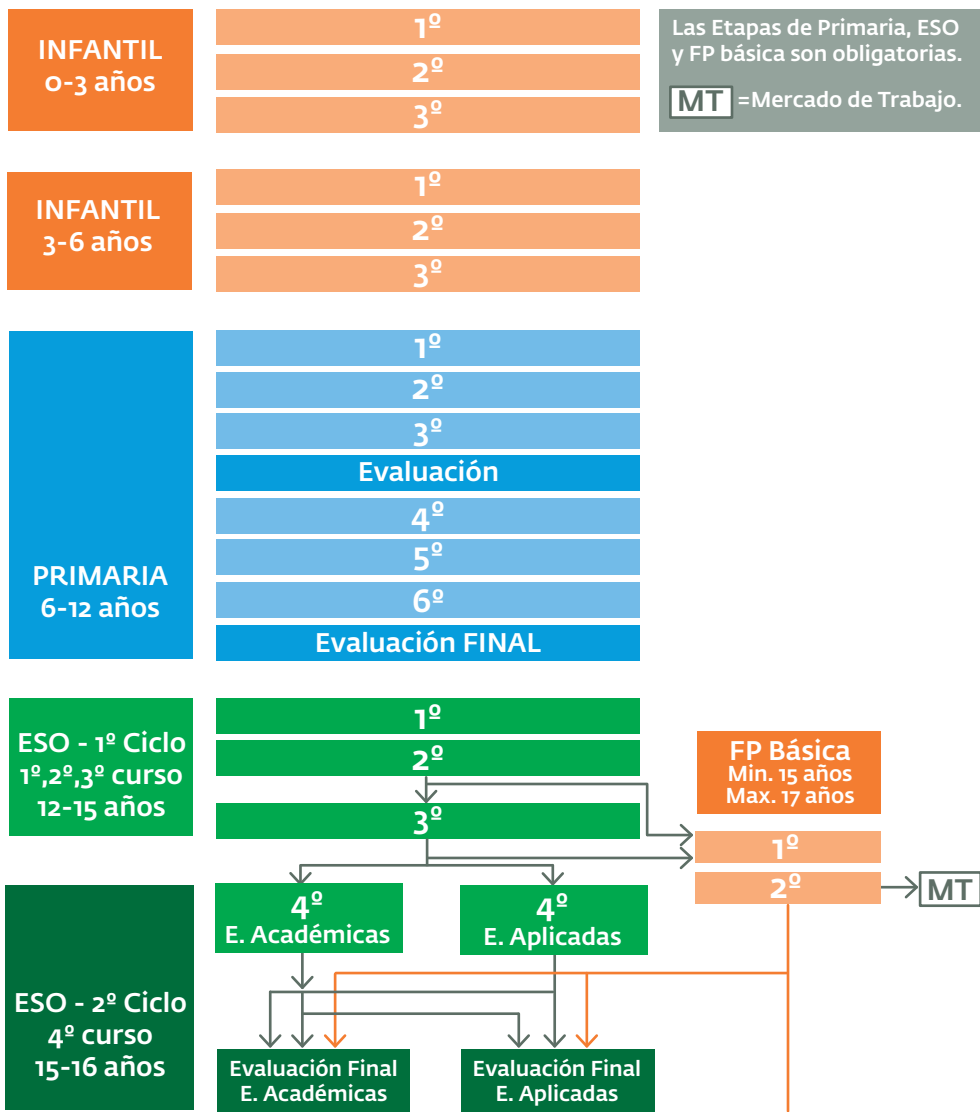 INFANTIL
0-3 años
1º
2º
3º
Las Etapas de Primaria, ESO
y FP básica son obligatorias.
MT =Mercado de Trabajo.
INFANTIL
3-6 años
1º
2º
3º
PRIMARIA
6-12 años
1º
2º
3º
Evaluación
4º
5º
6º
Evaluación FINAL
ESO - 1º Ciclo
1º,2º,3º curso
12-15 años
1º
2º
3º
FP Básica
Min. 15 años
Max. 17 años
1º
2º
MT
ESO - 2º Ciclo
4º curso
15-16 años
4º
E. Académicas
4º
E. Aplicadas
Evaluación Final
E. Académicas
Evaluación Final
E. Aplicadas